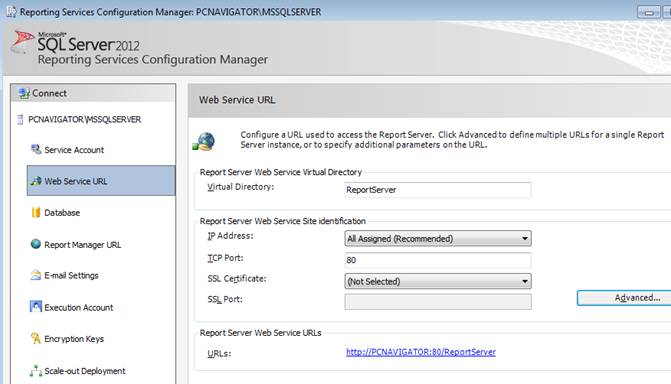 Reporting Services Configuration Manager: PCNAVIGATOR\MSSQLSERVER
Microsoft®
SQL Server 2012
Reporting Services Configuration Manager
Connect
PCNAVIGATOR\MSSQLSERVER
Service Account
Web Service URL
Database
Report Manager URL
E-mail Settings
Execution Account
Encryption Keys
Scale-out Deployment
Web Service URL
Configure a URL used to access the Report Server. Click Advanced to define multiple URLs for a single Report
Server instance, or to specify additional parameters on the URL.
Report Server Web Service Virtual Directory
Virtual Directory: ReportServer
Report Server Web Service Site identification
IP Address: All Assigned (Recommended)
TCP Port: 80
SSL Certificate: (Not Selected)
SSL Port:
Advanced...
Report Server Web Service URLs
URLs: http://PCNAVIGATOR:80/ReportServer